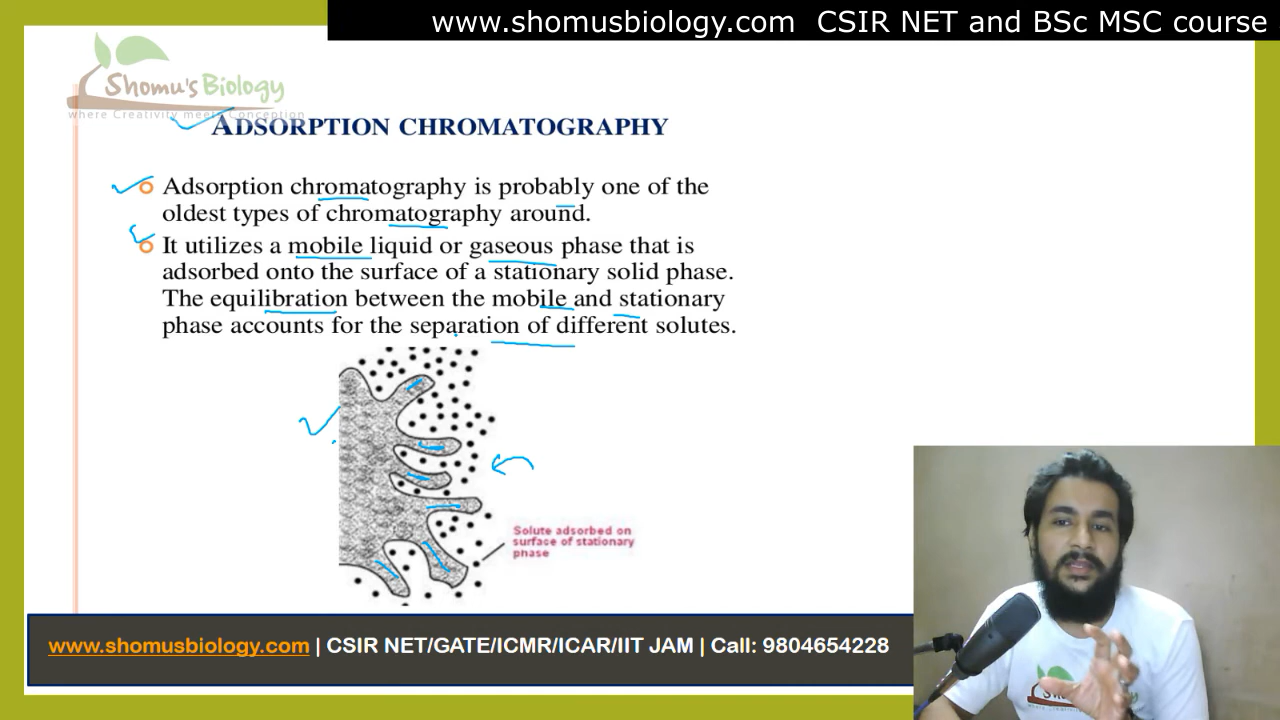 www.shomusbiology.com CSIR NET and BSc MSC course
Shomu's Biology
where Creativity meets Conception
ADSORPTION CHROMATOGRAPHY
Adsorption chromatography is probably one of the
oldest types of chromatography around.
It utilizes a mobile liquid or gaseous phase that is
adsorbed onto the surface of a stationary solid phase.
The equilibration between the mobile and stationary
phase accounts for the separation of different solutes.
Solute adsorbed on
surface of stationary
phase
www.shomusbiology.com | CSIR NET/GATE/ICMR/ICAR/IIT JAM | Call: 9804654228